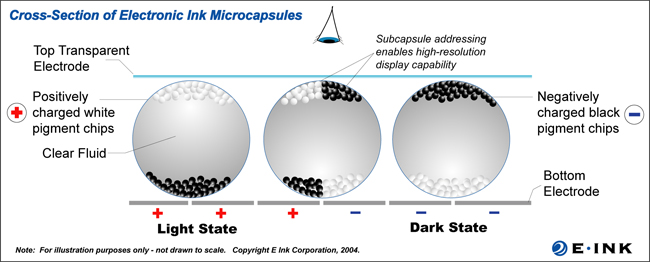 Cross-Section of Electronic Ink Microcapsules
Subcapsule addressing
enables high-resolution
display capability
Top Transparent
Electrode
Positively
charged white
pigment chips
Clear Fluid
Negatively
charged black
pigment chips
Bottom
Electrode
Light State
Dark State
Note: For illustration purposes only - not drawn to scale. Copyright E Ink Corporation, 2004.
E·INK